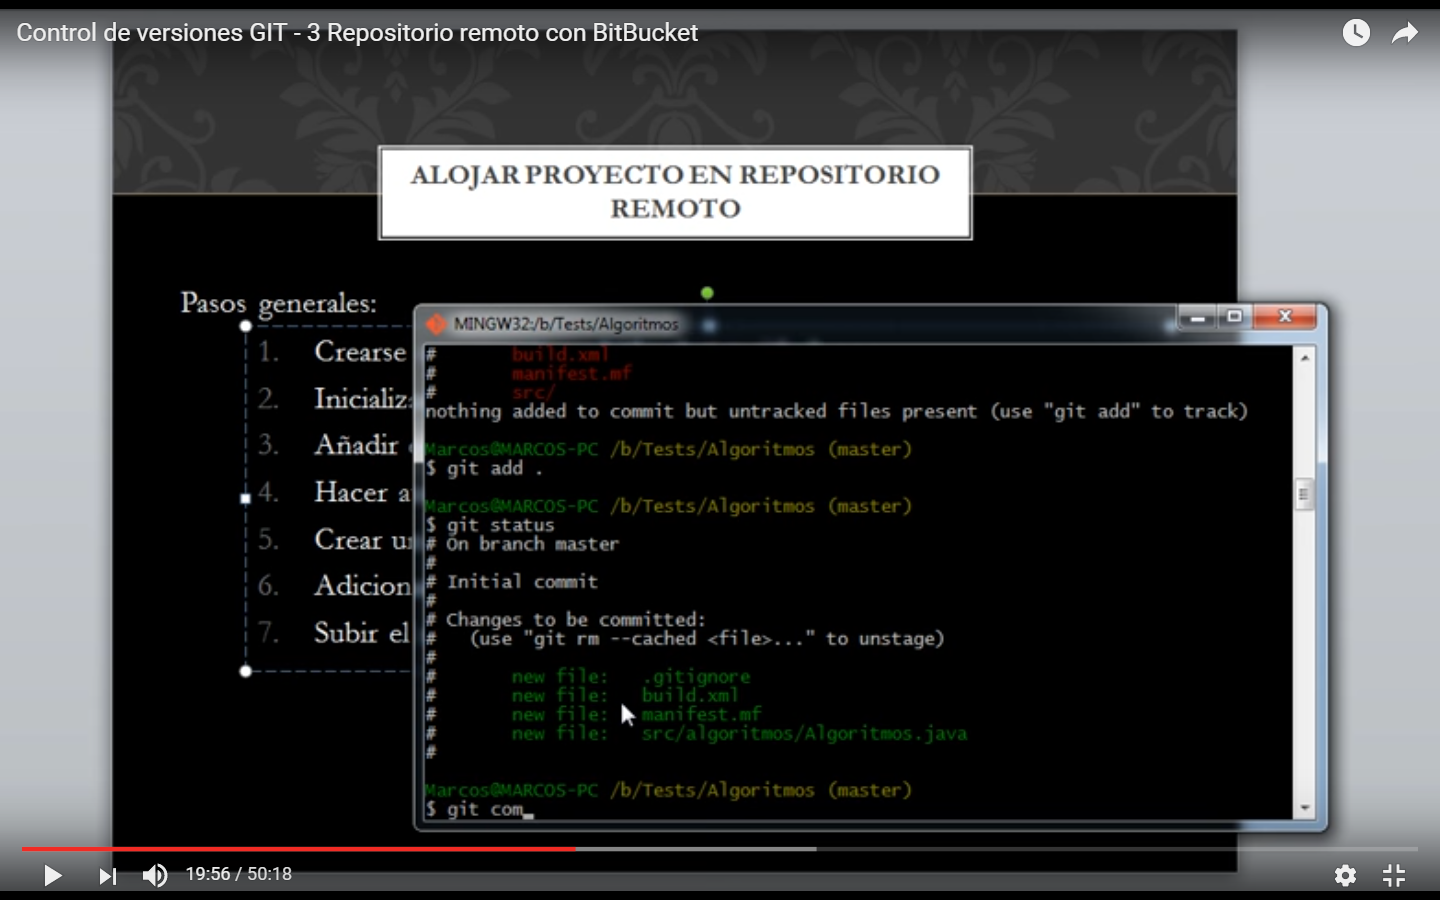 Control de versiones GIT - 3 Repositorio remoto con BitBucket
ALOJAR PROYECTO EN REPOSITORIO
REMOTO
Pasos generales:
1. Crearse
2. Inicializ
3. Añadir
4. Hacer a
5. Crear u
6. Adicion
7. Subir el
MINGW32:/b/Tests/Algoritmos
# build.xml
# manifest.mf
# src/
nothing added to commit but untracked files present (use "git add" to track)
Marcos@MARCOS-PC /b/Tests/Algoritmos (master)
$ git add .
Marcos@MARCOS-PC /b/Tests/Algoritmos (master)
$ git status
# On branch master
#
# Initial commit
#
# Changes to be committed:
# (use "git rm --cached <file>..." to unstage)
#
# new file: .gitignore
# new file: build.xml
# new file: manifest.mf
# new file: src/algoritmos/Algoritmos.java
#
Marcos@MARCOS-PC /b/Tests/Algoritmos (master)
$ git com_
19:56 / 50:18